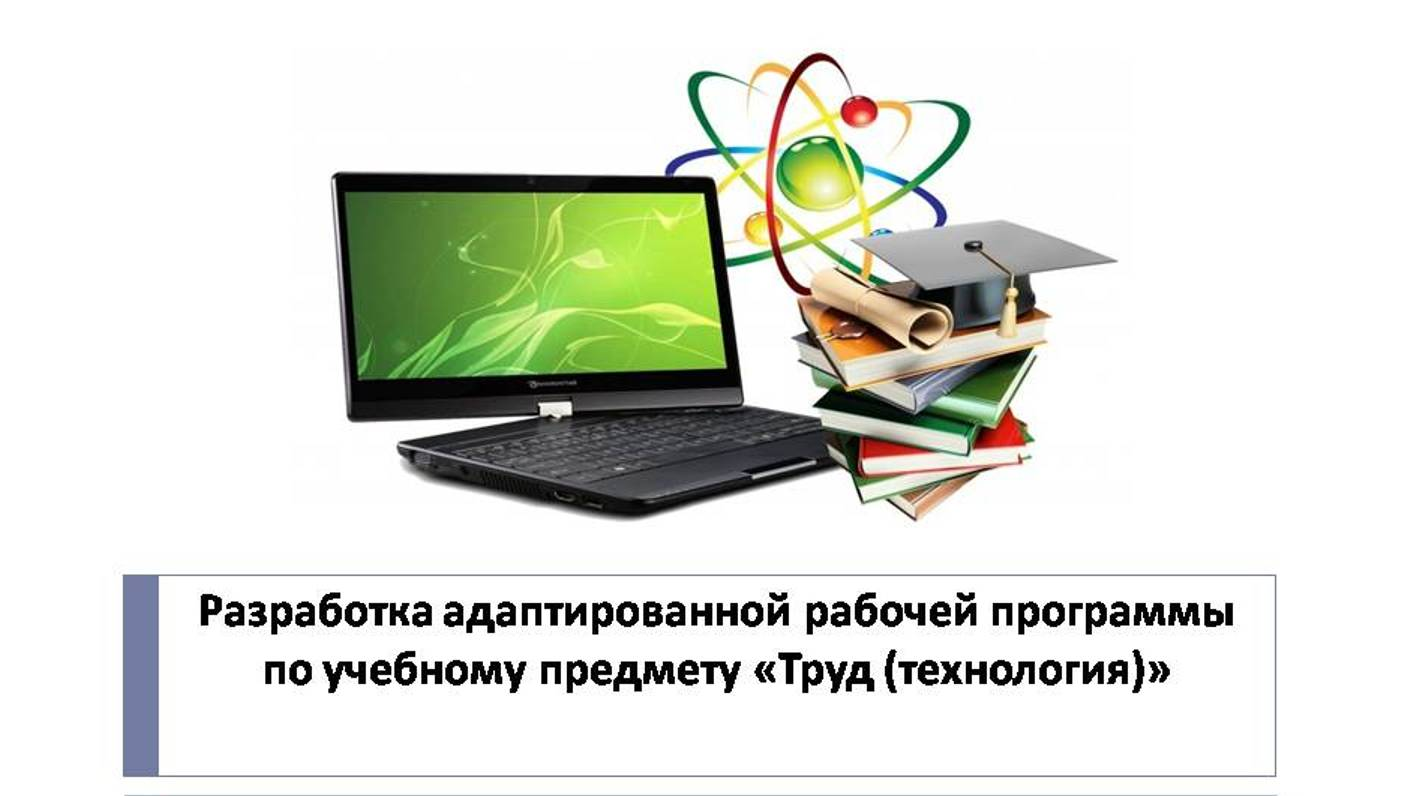 Разработка адаптированной рабочей программы
по учебному предмету «Труд (технология)»